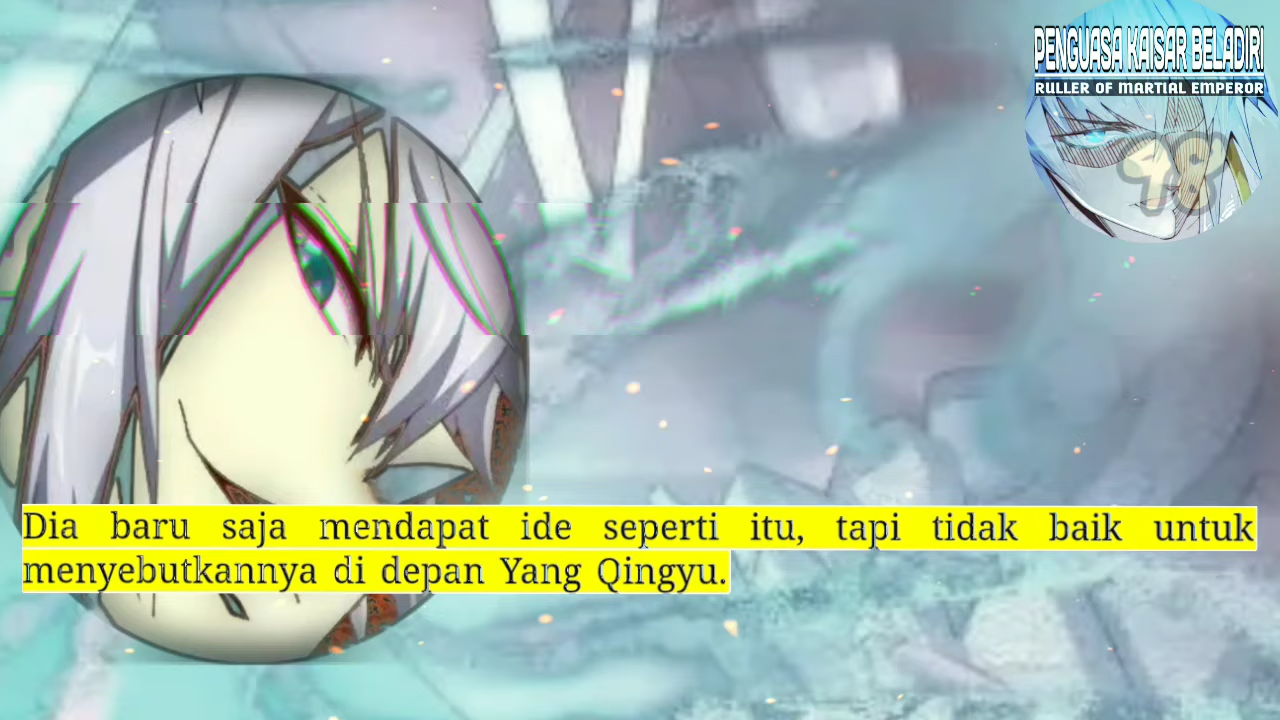 PENGUASA KAISAR BELADIRI
RULLER OF MARTIAL EMPEROR
Dia baru saja mendapat ide seperti itu, tapi tidak baik untuk
menyebutkannya di depan Yang Qingyu.